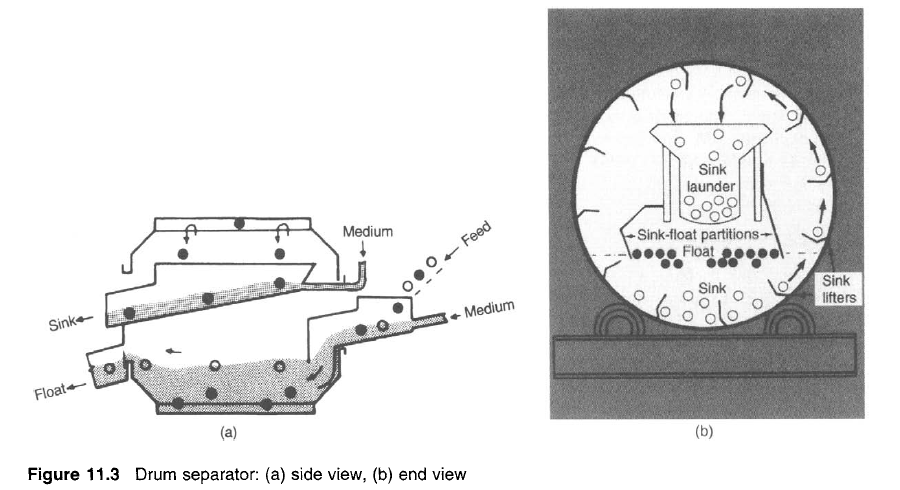 Medium
Feed
Medium
Sink
Float
(a)
Sink
launder
Sink-float partitions
Float
Sink
Sink
lifters
(b)
Figure 11.3 Drum separator: (a) side view, (b) end view